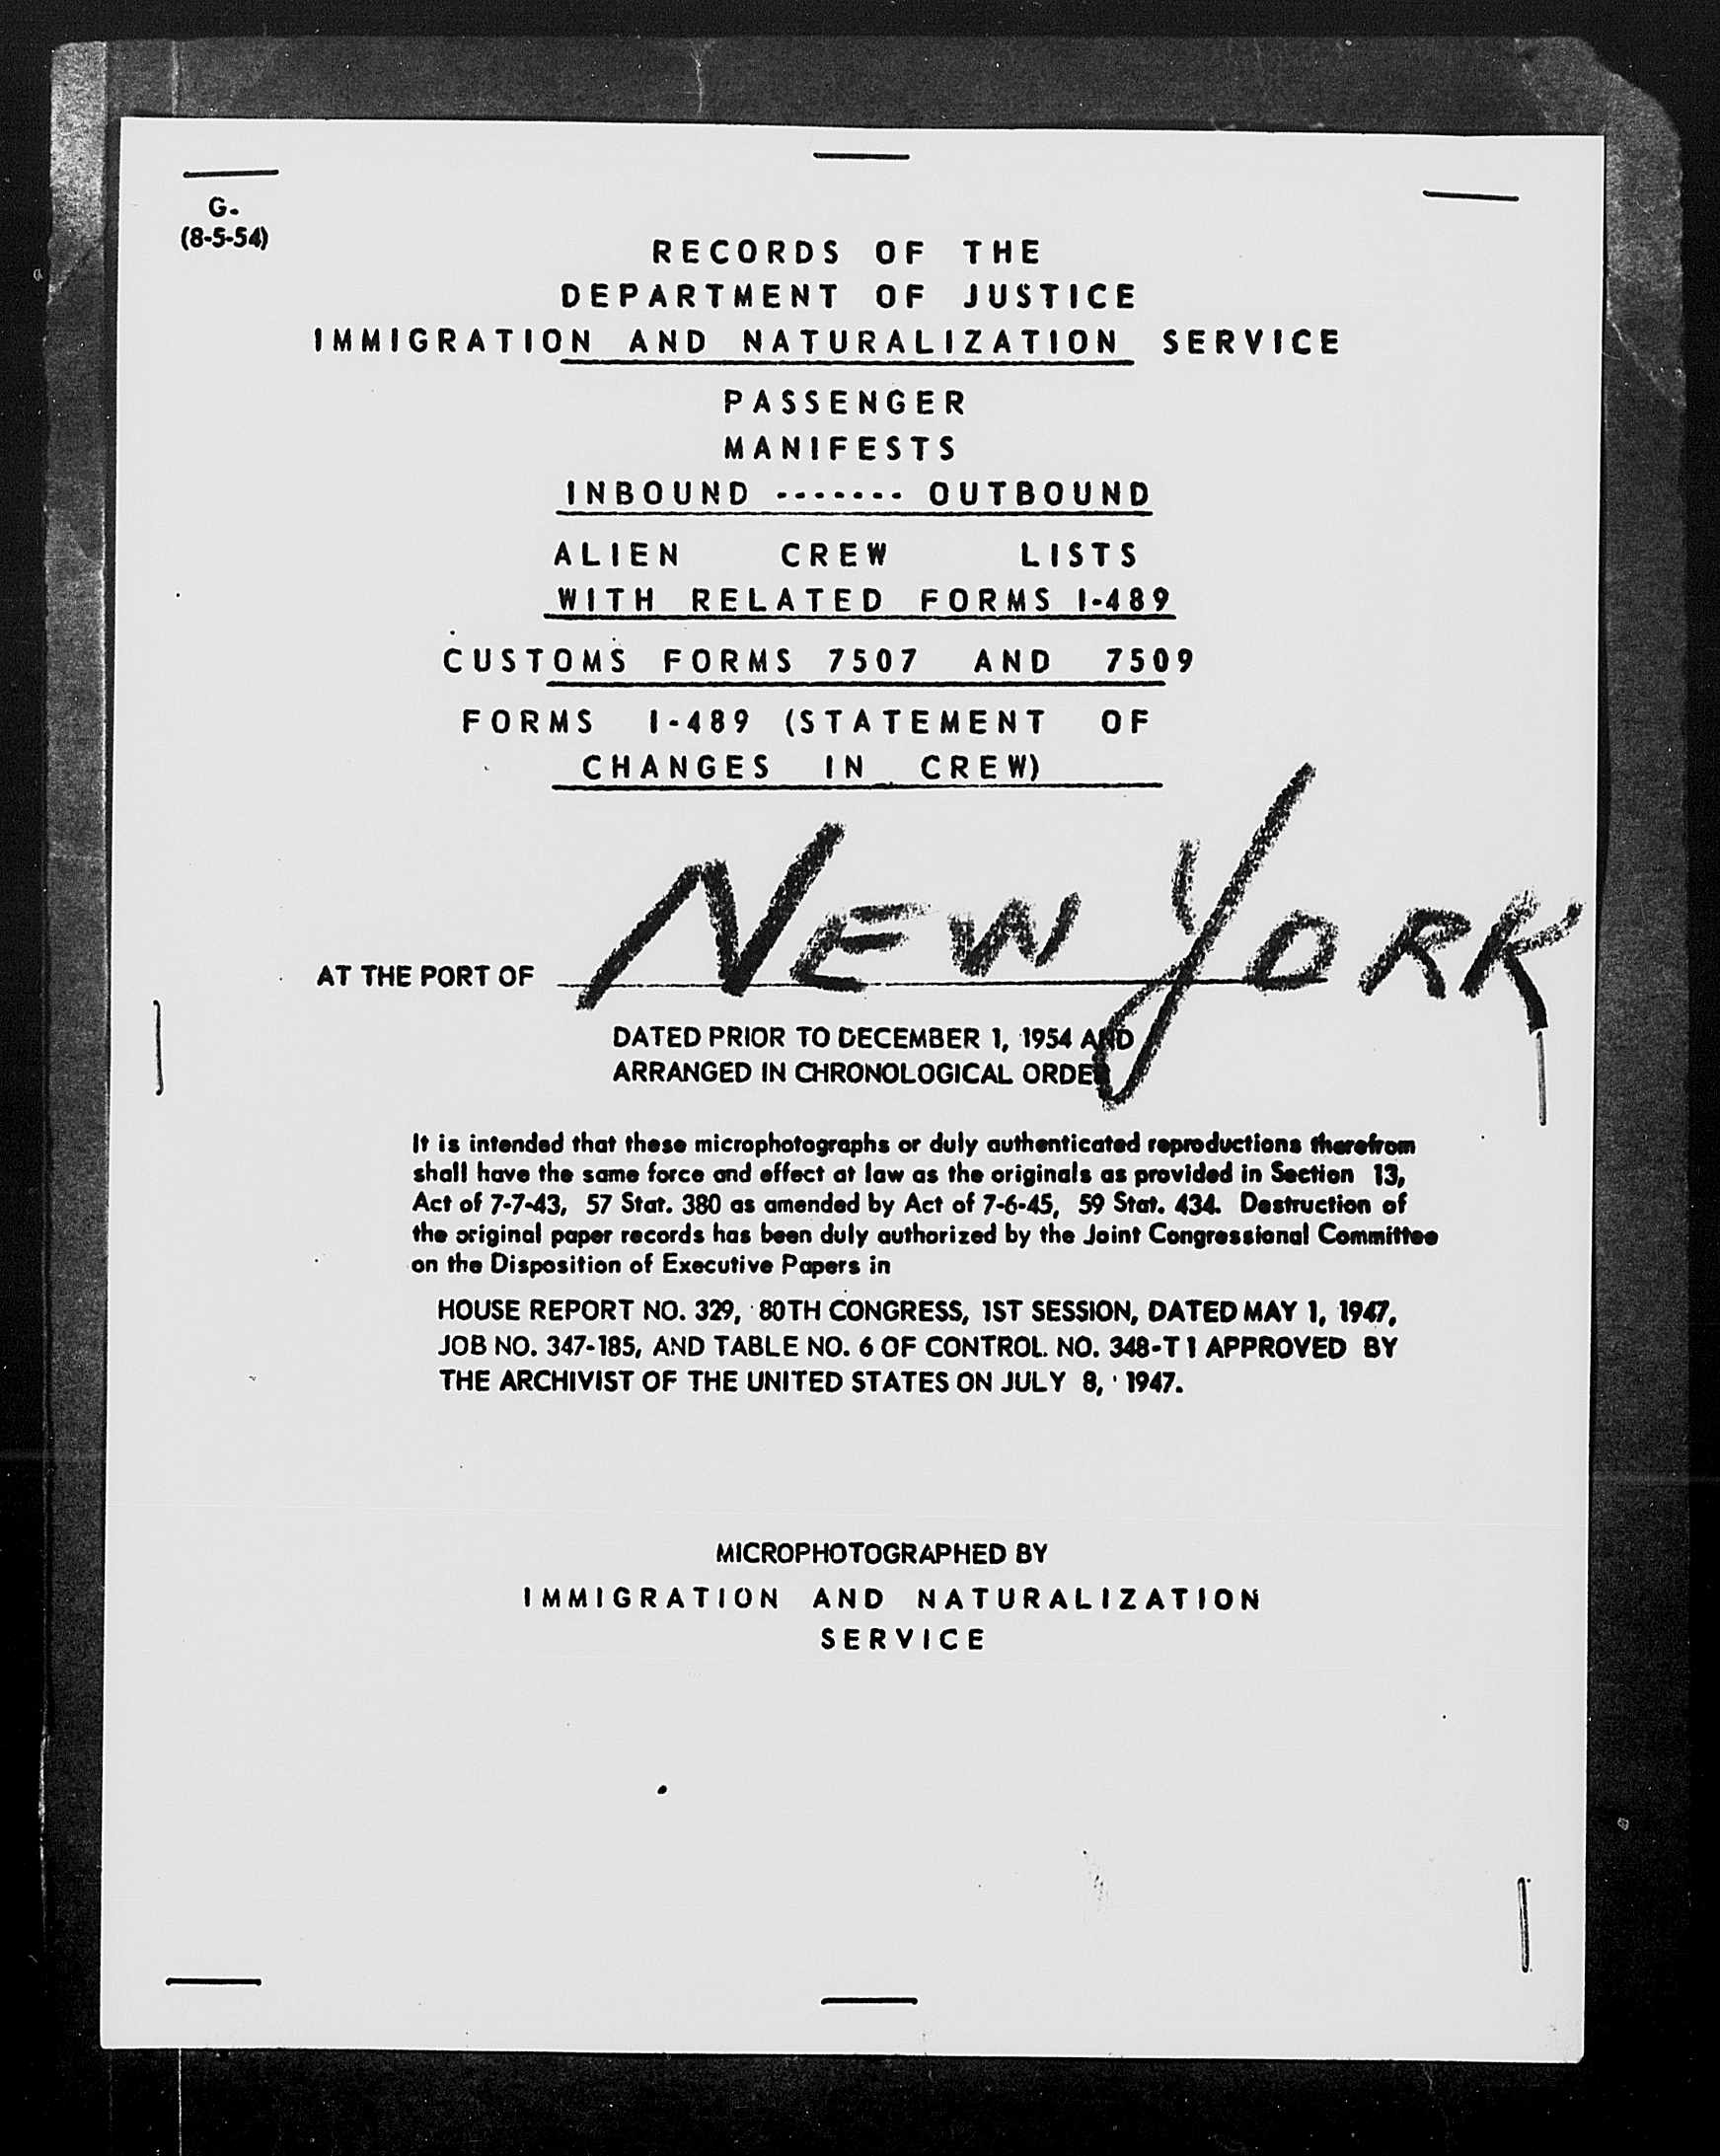 G-
(8-5-54)
RECORDS OF THE
DEPARTMENT OF JUSTICE
IMMIGRATION AND NATURALIZATION SERVICE
PASSENGER
MANIFESTS
INBOUND ------- OUTBOUND
ALIEN CREW LISTS
WITH RELATED FORMS I-489
CUSTOMS FORMS 7507 AND 7509
FORMS I-489 (STATEMENT OF
CHANGES IN CREW)
AT THE PORT OF NEW YORK
DATED PRIOR TO DECEMBER 1, 1954 AND
ARRANGED IN CHRONOLOGICAL ORDER
It is intended that these microphotographs or duly authenticated reproductions therefrom
shall have the same force and effect at law as the originals as provided in Section 13,
Act of 7-7-43, 57 Stat. 380 as amended by Act of 7-6-45, 59 Stat. 434. Destruction of
the original paper records has been duly authorized by the Joint Congressional Committee
on the Disposition of Executive Papers in
HOUSE REPORT NO. 329, 80TH CONGRESS, 1ST SESSION, DATED MAY 1, 1947,
JOB NO. 347-185, AND TABLE NO. 6 OF CONTROL NO. 348-T1 APPROVED BY
THE ARCHIVIST OF THE UNITED STATES ON JULY 8, 1947.
MICROPHOTOGRAPHED BY
IMMIGRATION AND NATURALIZATION
SERVICE